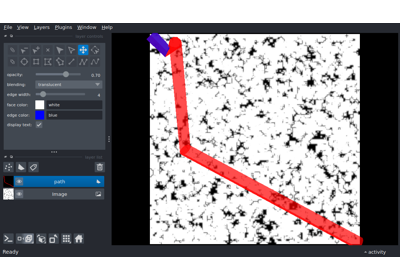 File View Layers Plugins Window Help
opacity: 0.70
blending: translucent
edge width: 4
face color: white
edge color: blue
display text: ✓
path
Image
Ready
activity